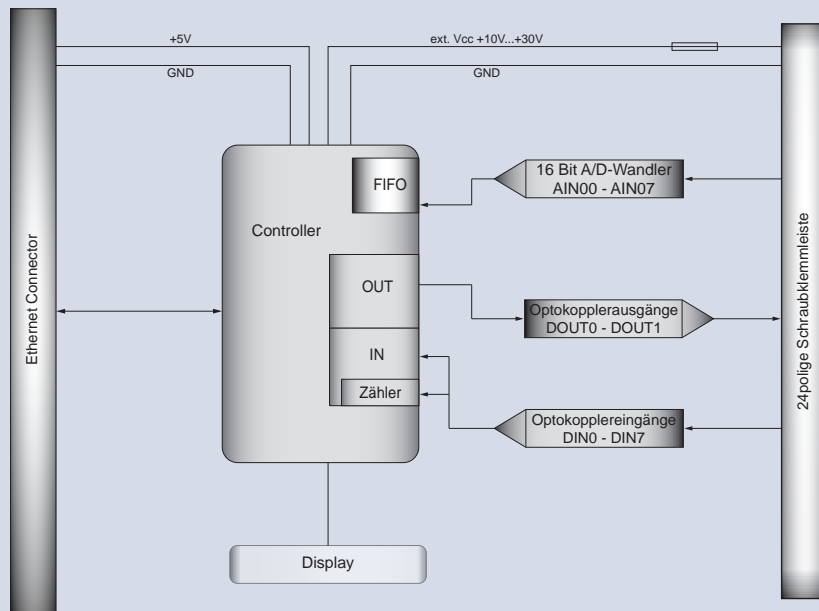 +5V
ext. Vcc +10V...+30V
GND
GND
Ethernet Connector
Controller
FIFO
16 Bit A/D-Wandler
AIN00 - AIN07
OUT
Optokopplerausgänge
DOUT0 - DOUT1
IN
Zähler
Optokopplereingänge
DIN0 - DIN7
24polige Schraubklemmleiste
Display